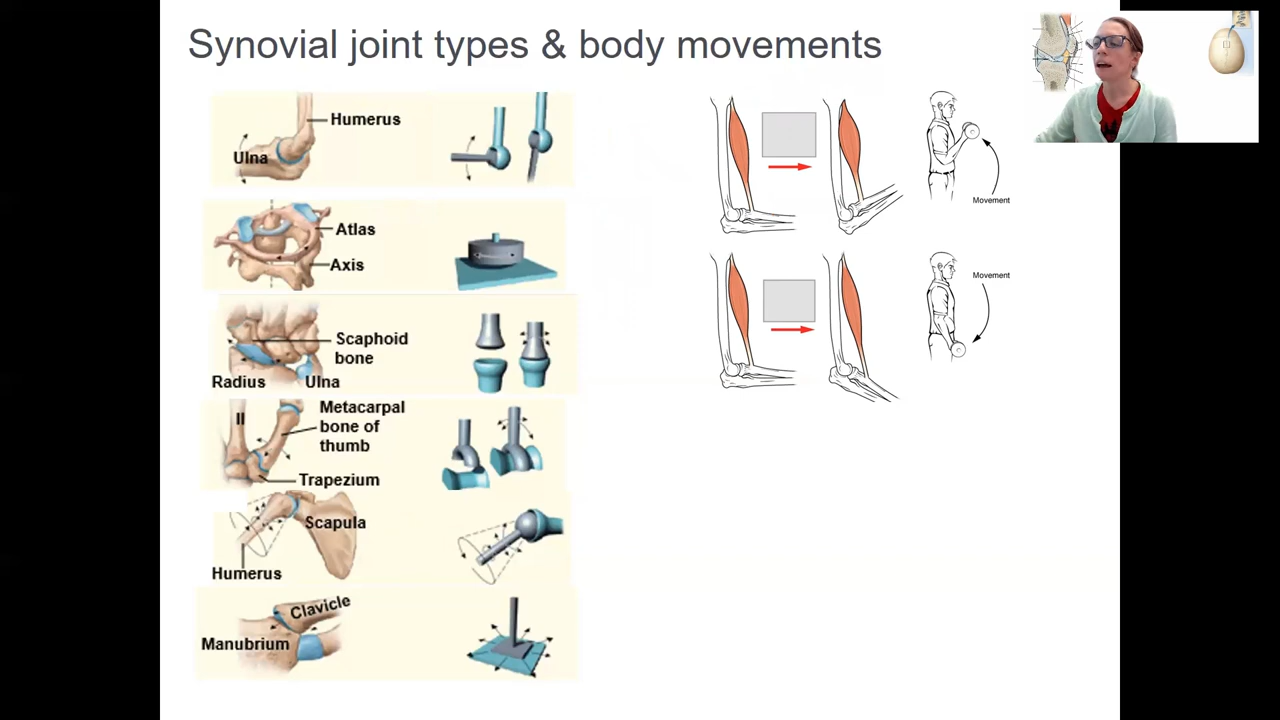 Synovial joint types & body movements
Humerus
Ulna
Atlas
Axis
Scaphoid
bone
Radius
Ulna
II
Metacarpal
bone of
thumb
Trapezium
Scapula
Humerus
Clavicle
Manubrium
Movement
Movement